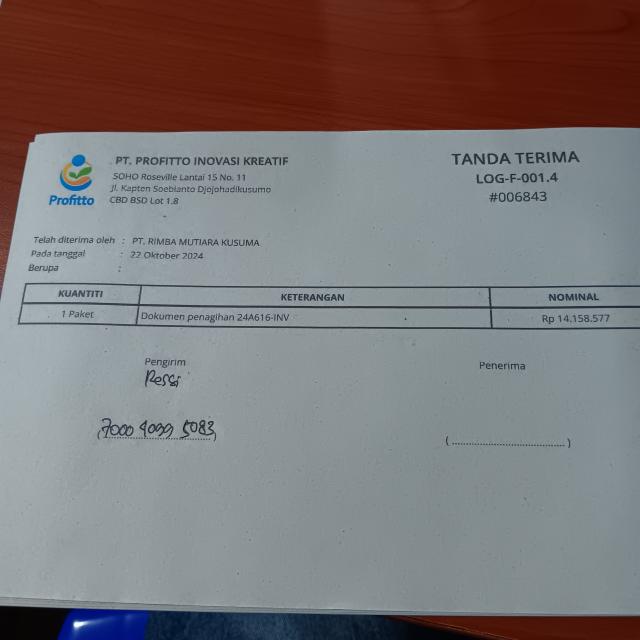 Profitto
PT. PROFITTO INOVASI KREATIF
SOHO Roseville Lantai 15 No. 11
Jl. Kapten Soebianto Djojohadikusumo
CBD BSD Lot 1.8
TANDA TERIMA
LOG-F-001.4
#006843
Telah diterima oleh : PT. RIMBA MUTIARA KUSUMA
Pada tanggal : 22 Oktober 2024
Berupa :
KUANTITI KETERANGAN NOMINAL
1 Paket Dokumen penagihan 24A616-INV Rp 14.158.577
Pengirim Penerima
7000 4099 5083
(............................................)